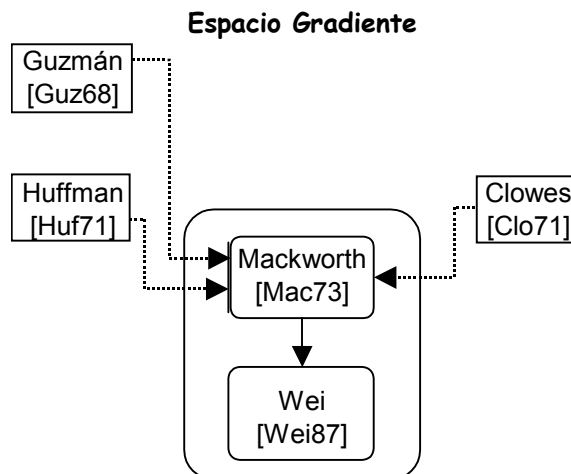 Espacio Gradiente
Guzmán
[Guz68]
Huffman
[Huf71]
Clowes
[Clo71]
Mackworth
[Mac73]
Wei
[Wei87]